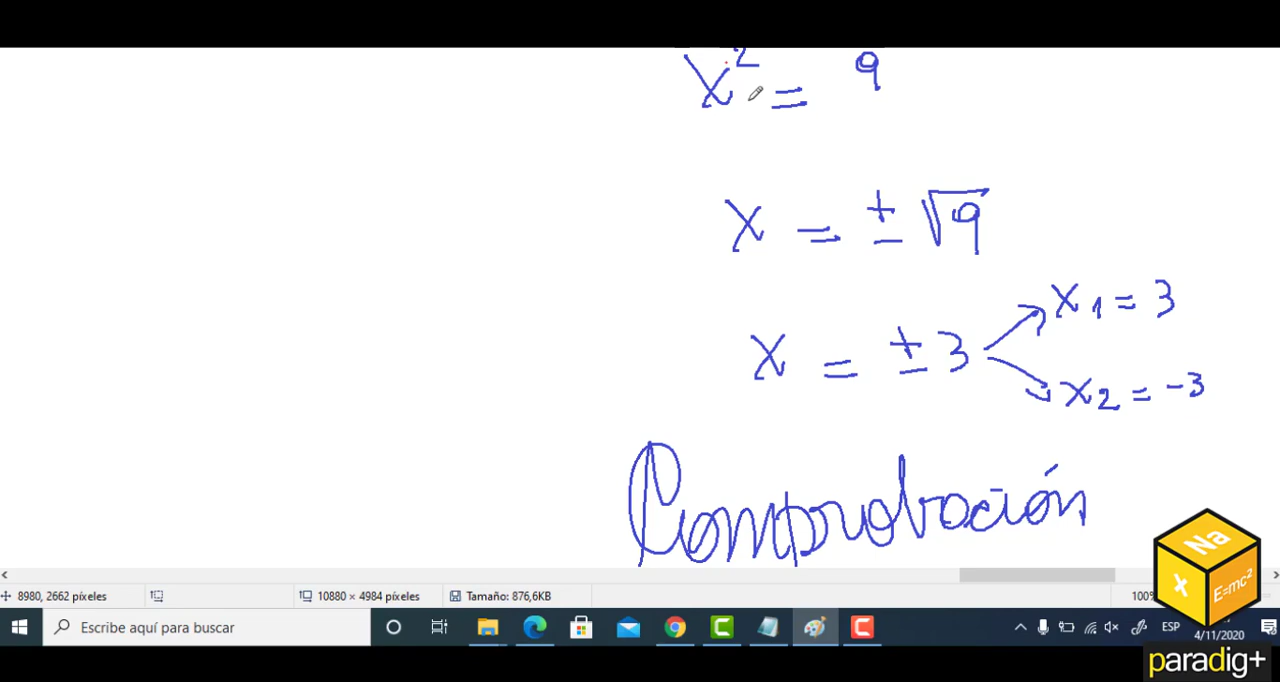 x² = 9
x = ± √9
x = ± 3
x1 = 3
x2 = -3
Comprobación
8980, 2662 píxeles
10880 × 4984 píxeles
Tamaño: 876,6KB
100%
Escribe aquí para buscar
ESP
4/11/2020
Na
X
E=mc²
paradig+